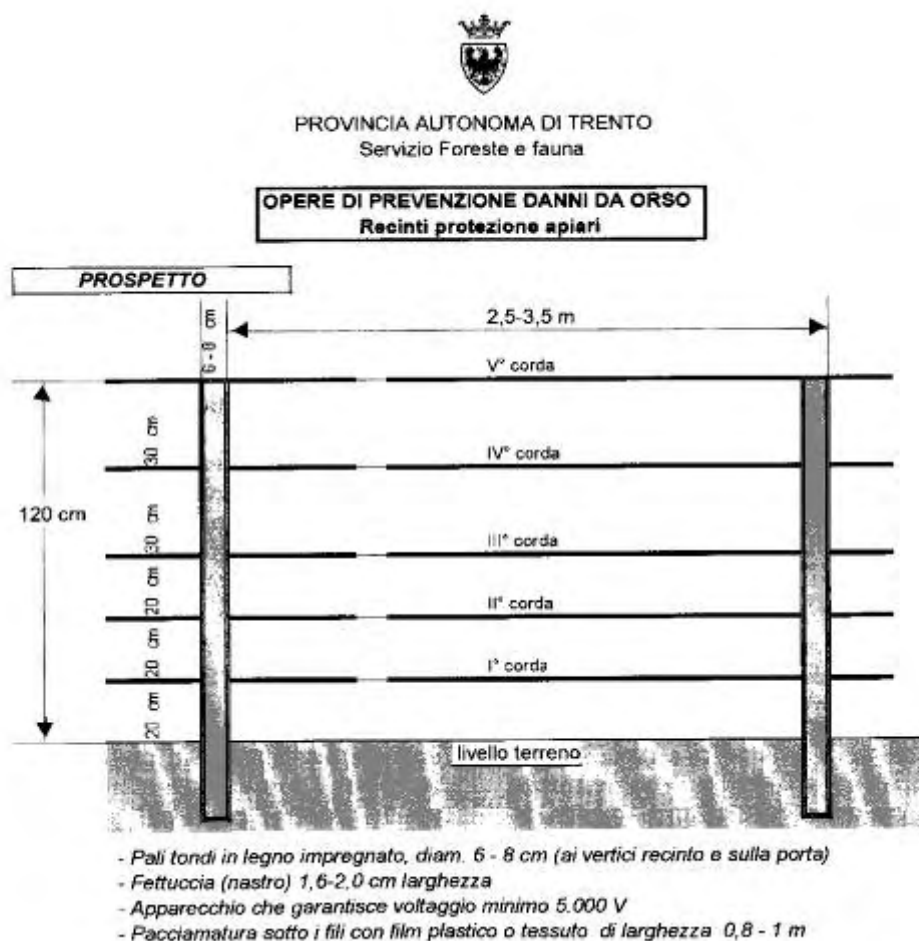 PROVINCIA AUTONOMA DI TRENTO
Servizio Foreste e fauna
OPERE DI PREVENZIONE DANNI DA ORSO
Recinti protezione apiari
PROSPETTO
2,5-3,5 m
V° corda
30 cm
IV° corda
120 cm
30 cm
III° corda
20 cm
II° corda
20 cm
I° corda
20 cm
livello terreno
- Pali tondi in legno impregnato, diam. 6 - 8 cm (ai vertici recinto e sulla porta)
- Fettuccia (nastro) 1,6-2,0 cm larghezza
- Apparecchio che garantisce voltaggio minimo 5.000 V
- Pacciamatura sotto i fili con film plastico o tessuto di larghezza 0,8 - 1 m